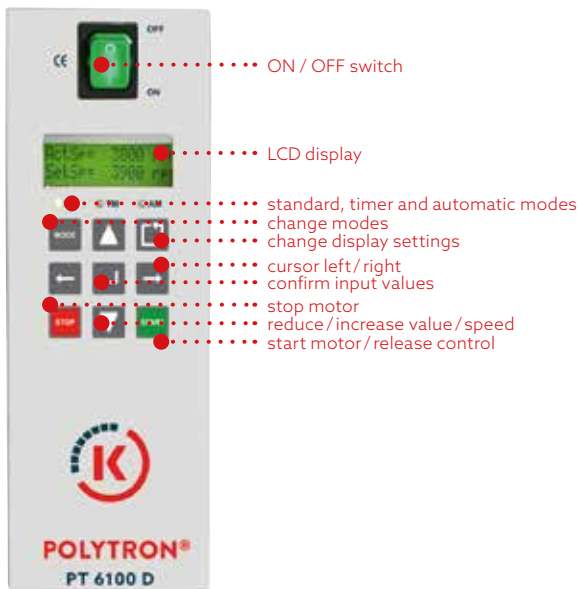 OFF
CE
ON / OFF switch
ON
ActSp= 3800
LCD display
SetSp= 3900
standard, timer and automatic modes
TM AM
MODE
change modes
change display settings
cursor left/right
confirm input values
stop motor
STOP
reduce/increase value/speed
start motor/release control
K
POLYTRON®
PT 6100 D